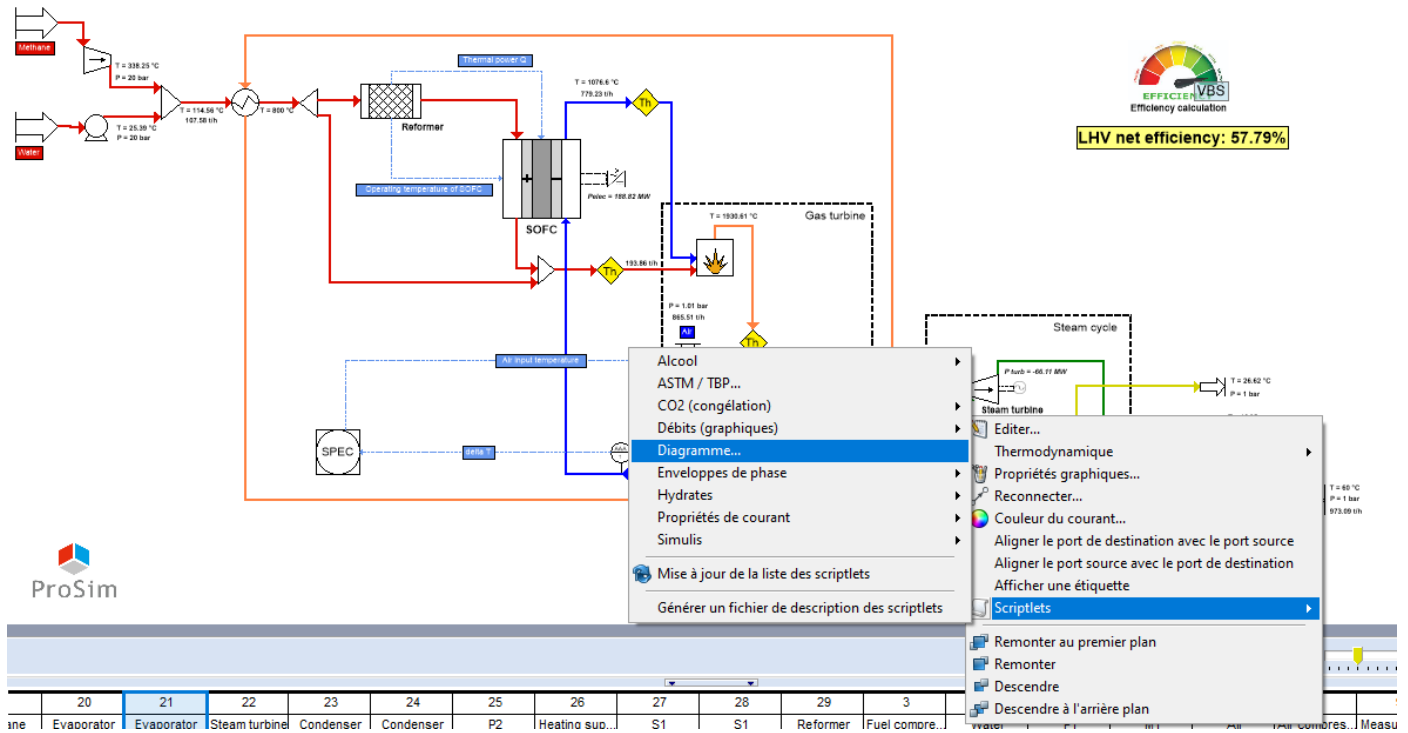 Methane
T = 338.25 °C
P = 20 bar
T = 114.56 °C
107.58 t/h
T = 800 °C
T = 25.39 °C
P = 20 bar
Water
Thermal power Q
Reformer
Operating temperature of SOFC
T = 1076.6 °C
779.23 t/h
Th
Pelec = 188.82 MW
SOFC
Th
193.86 t/h
T = 1930.61 °C
Gas turbine
P = 1.01 bar
865.51 t/h
Air
Th
EFFICIEN
VBS
Efficiency calculation
LHV net efficiency: 57.79%
Air input temperature
SPEC
delta T
Steam cycle
P turb = -66.11 MW
Steam turbine
T = 26.62 °C
P = 1 bar
T = 60 °C
P = 1 bar
973.09 t/h
ProSim
Alcool
ASTM / TBP...
CO2 (congélation)
Débits (graphiques)
Diagramme...
Enveloppes de phase
Hydrates
Propriétés de courant
Simulis
Mise à jour de la liste des scriptlets
Générer un fichier de description des scriptlets
Editer...
Thermodynamique
Propriétés graphiques...
Reconnecter...
Couleur du courant...
Aligner le port de destination avec le port source
Aligner le port source avec le port de destination
Afficher une étiquette
Scriptlets
Remonter au premier plan
Remonter
Descendre
Descendre à l'arrière plan
20 21 22 23 24 25 26 27 28 29 3
ane Evaporator Evaporator Steam turbine Condenser Condenser P2 Heating sup... S1 S1 Reformer Fuel compre... Water Air Air compres... Measu